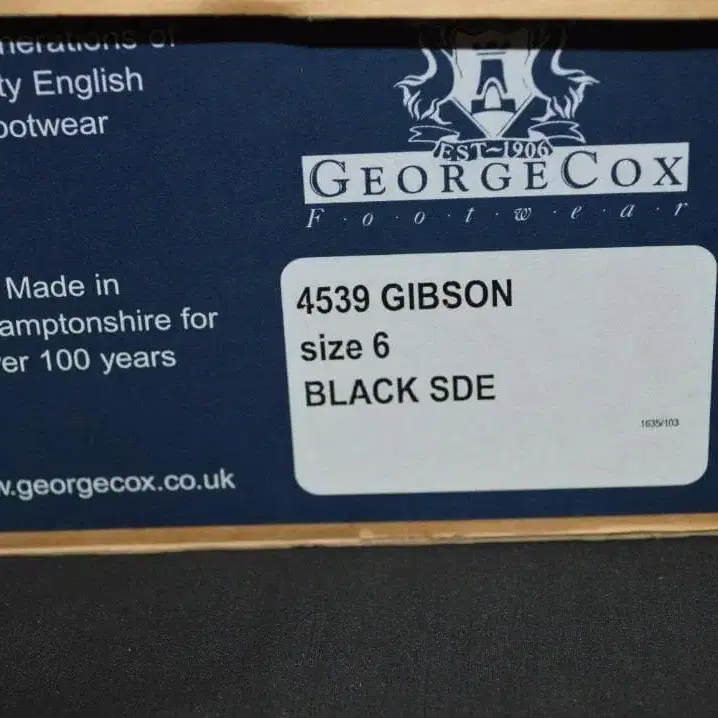 ty English
ootwear
EST~1906
GEORGE COX
F·o·o·t·w·e·a·r
Made in
amptonshire for
er 100 years
w.georgecox.co.uk
4539 GIBSON
size 6
BLACK SDE
1635/103